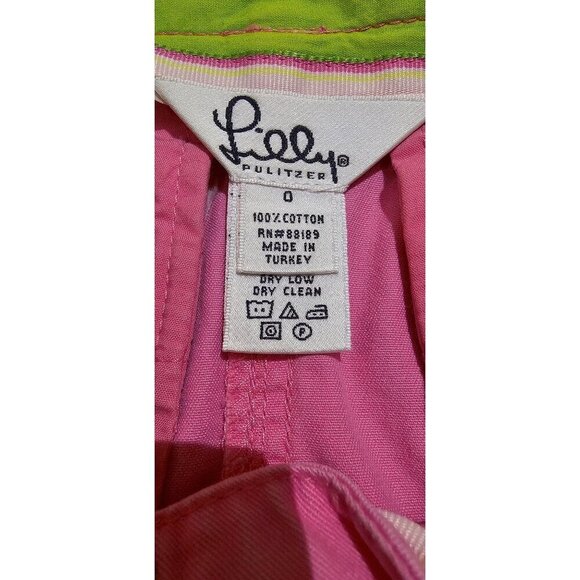 Lilly®
PULITZER
0
100% COTTON
RN#88189
MADE IN
TURKEY
DRY LOW
DRY CLEAN
P